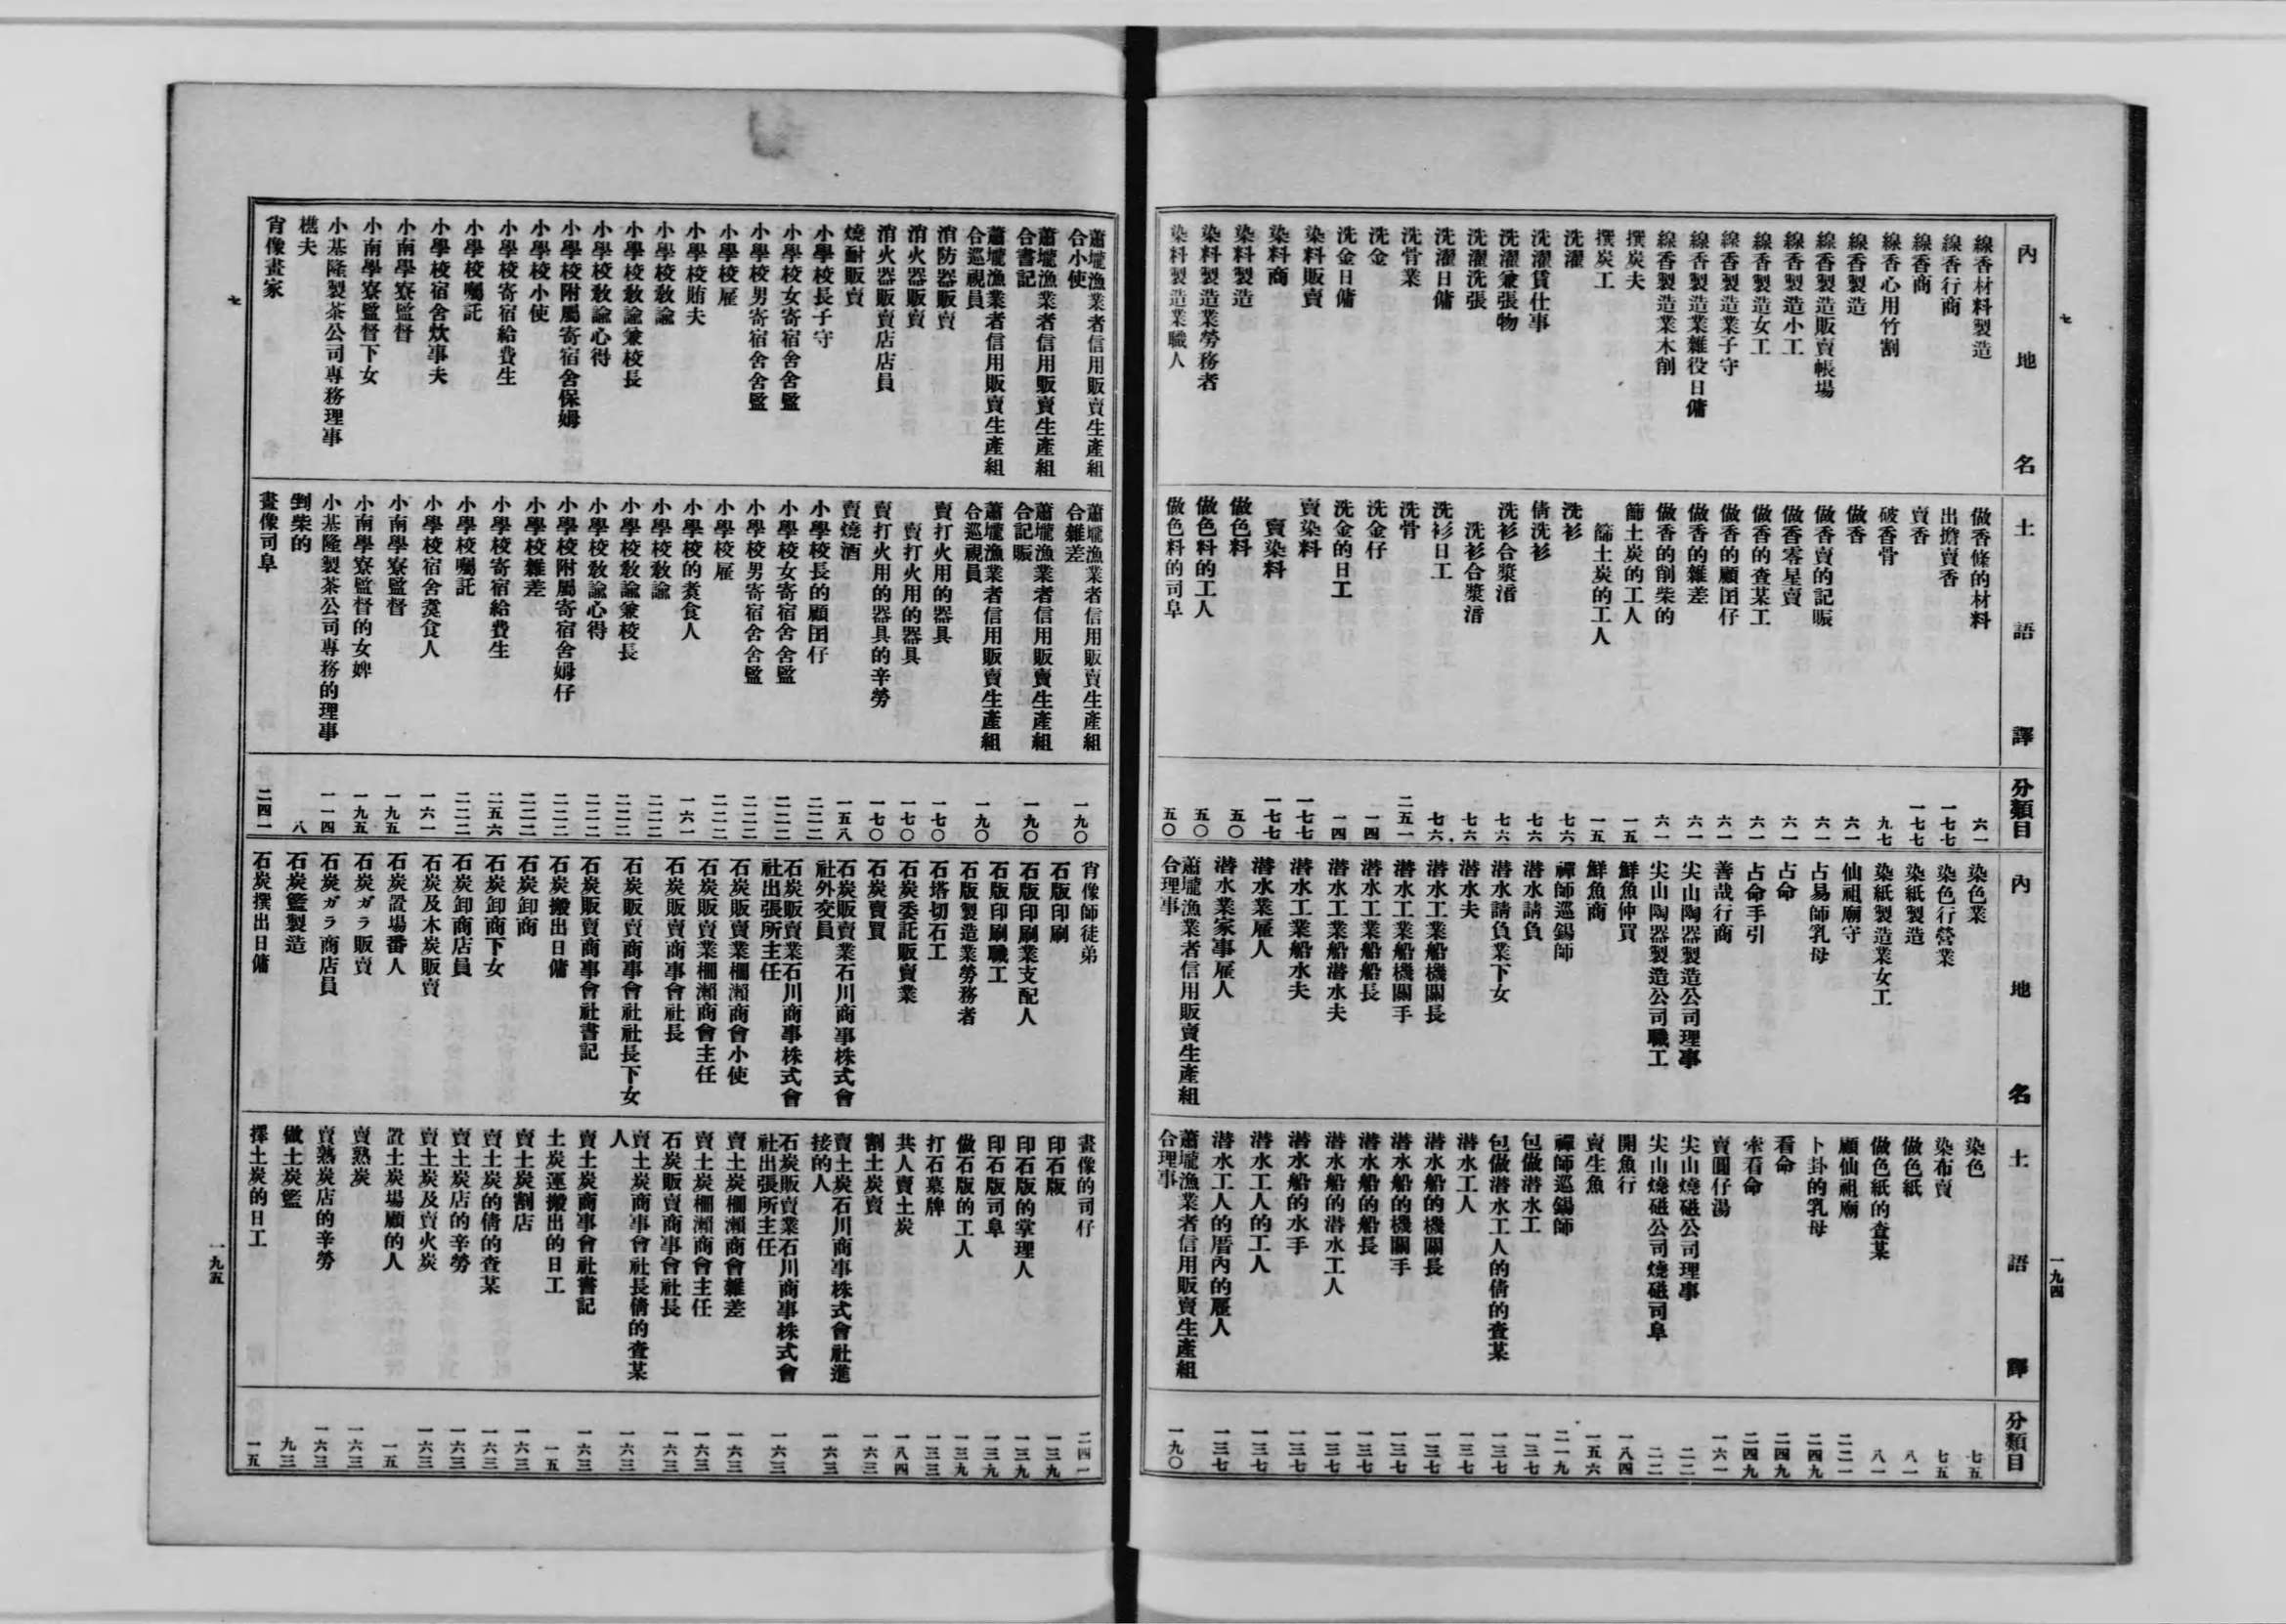 內地名 土語譯 分類目
線香材料製造 做香條的材料 六一
線香行商 出擔賣香 一七七
線香商 賣香 一七七
線香心用竹割 破香骨 九七
線香製造 做香 六一
線香製造販賣帳場 做香賣的記賬 六一
線香製造小工 做香零星賣 六一
線香製造女工 做香的查某工 六一
線香製造業子守 做香的顧囝仔 六一
線香製造業雜役日傭 做香的雜差 六一
線香製造業木削 做香的削柴的 六一
撰炭夫 篩土炭的工人 一五
撰炭工 篩土炭的工人 一五
洗濯 洗衫 七六
洗濯賃仕事 倩洗衫 七六
洗濯兼張物 洗衫合漿 七六
洗濯洗張 洗衫合漿 七六
洗濯日傭 洗衫日工 七六
洗骨業 洗骨 二五一
洗金 洗金仔 一四
洗金日傭 洗金的日工 一四
染料販賣 賣染料 一七七
染料商 賣染料 一七七
染料製造 做色料 五〇
染料製造業勞務者 做色料的工人 五〇
染料製造業職人 做色料的司阜 五〇
內地名 土語譯 分類目
染色業 染色 七五
染色行營業 染布賣 七五
染紙製造 做色紙 八一
染紙製造業女工 做色紙的查某 八一
仙祖廟守 顧仙祖廟 二二一
占易師乳母 卜卦的乳母 二四九
占命 看命 二四九
占命手引 牽看命 二四九
善哉行商 賣圓仔湯 一六一
尖山陶器製造公司理事 尖山燒磁公司理事 二二
尖山陶器製造公司職工 尖山燒磁公司燒磁司阜 二二
鮮魚仲買 開魚行 一八四
鮮魚商 賣生魚 一五六
禪師巡錫師 禪師巡錫師 二一九
潜水請負 包做潜水工 一三七
潜水請負業下女 包做潜水工人的倩的查某 一三七
潜水夫 潜水工人 一三七
潜水工業船機關長 潜水船的機關長 一三七
潜水工業船機關手 潜水船的機關手 一三七
潜水工業船船長 潜水船的船長 一三七
潜水工業船潜水夫 潜水船的潜水工人 一三七
潜水工業船水夫 潜水船的水手 一三七
潜水業雇人 潜水工人的工人 一三七
潜水業家事雇人 潜水工人的厝內的雇人 一三七
蕭壠漁業者信用販賣生產組合理事 蕭壠漁業者信用販賣生產組合理事 一九〇
七
一九四
蕭壠漁業者信用販賣生產組合小使 蕭壠漁業者信用販賣生產組合雜差 一九〇
蕭壠漁業者信用販賣生產組合書記 蕭壠漁業者信用販賣生產組合記賬 一九〇
蕭壠漁業者信用販賣生產組合巡視員 蕭壠漁業者信用販賣生產組合巡視員 一九〇
消防器販賣 賣打火用的器具 一七〇
消火器販賣 賣打火用的器具 一七〇
消火器販賣店店員 賣打火用的器具的辛勞 一七〇
燒酎販賣 賣燒酒 一五八
小學校長子守 小學校長的顧囝仔 二二二
小學校女寄宿舍舍監 小學校女寄宿舍舍監 二二二
小學校男寄宿舍舍監 小學校男寄宿舍舍監 二二二
小學校雇 小學校雇 二二二
小學校賄夫 小學校的煑食人 一六一
小學校敎諭 小學校敎諭 二二二
小學校敎諭兼校長 小學校敎諭兼校長 二二二
小學校敎諭心得 小學校敎諭心得 二二二
小學校附屬寄宿舍保姆 小學校附屬寄宿舍姆仔 二二二
小學校小使 小學校雜差 二二二
小學校寄宿給費生 小學校寄宿給費生 二五六
小學校囑託 小學校囑託 二二二
小學校宿舍炊事夫 小學校宿舍煑食人 一六一
小南學寮監督 小南學寮監督 一九五
小南學寮監督下女 小南學寮監督的女婢 一九五
小基隆製茶公司專務理事 小基隆製茶公司專務的理事 一一四
樵夫 剉柴的 八
肖像畫家 畫像司阜 二四一
肖像師徒弟 畫像的司仔 二四一
石版印刷 印石版 一三九
石版印刷業支配人 印石版的掌理人 一三九
石版印刷職工 印石版司阜 一三九
石版製造業勞務者 做石版的工人 一三九
石塔切石工 打石墓牌 一三三
石炭委託販賣業 共人賣土炭 一八四
石炭賣買 割土炭賣 一六三
石炭販賣業石川商事株式會社外交員 賣土炭石川商事株式會社進接的人 一六三
石炭販賣業石川商事株式會社出張所主任 石炭販賣業石川商事株式會社出張所主任 一六三
石炭販賣業櫩瀨商會小使 賣土炭櫩瀨商會雜差 一六三
石炭販賣業櫩瀨商會主任 賣土炭櫩瀨商會主任 一六三
石炭販賣商事會社長 石炭販賣商事會社長 一六三
石炭販賣商事會社社長下女 賣土炭商事會社長倩的查某人 一六三
石炭販賣商事會社書記 賣土炭商事會社書記 一六三
石炭搬出日傭 土炭運搬出的日工 一五
石炭卸商 賣土炭割店 一六三
石炭卸商下女 賣土炭的倩的查某 一六三
石炭卸商店員 賣土炭店的辛勞 一六三
石炭及木炭販賣 賣土炭及賣火炭 一六三
石炭置場番人 置土炭場顧的人 一五
石炭ガラ販賣 賣熟炭 一六三
石炭ガラ商店員 賣熟炭店的辛勞 一六三
石炭籃製造 做土炭籃 九三
石炭撰出日傭 擇土炭的日工 一五
七
一九五